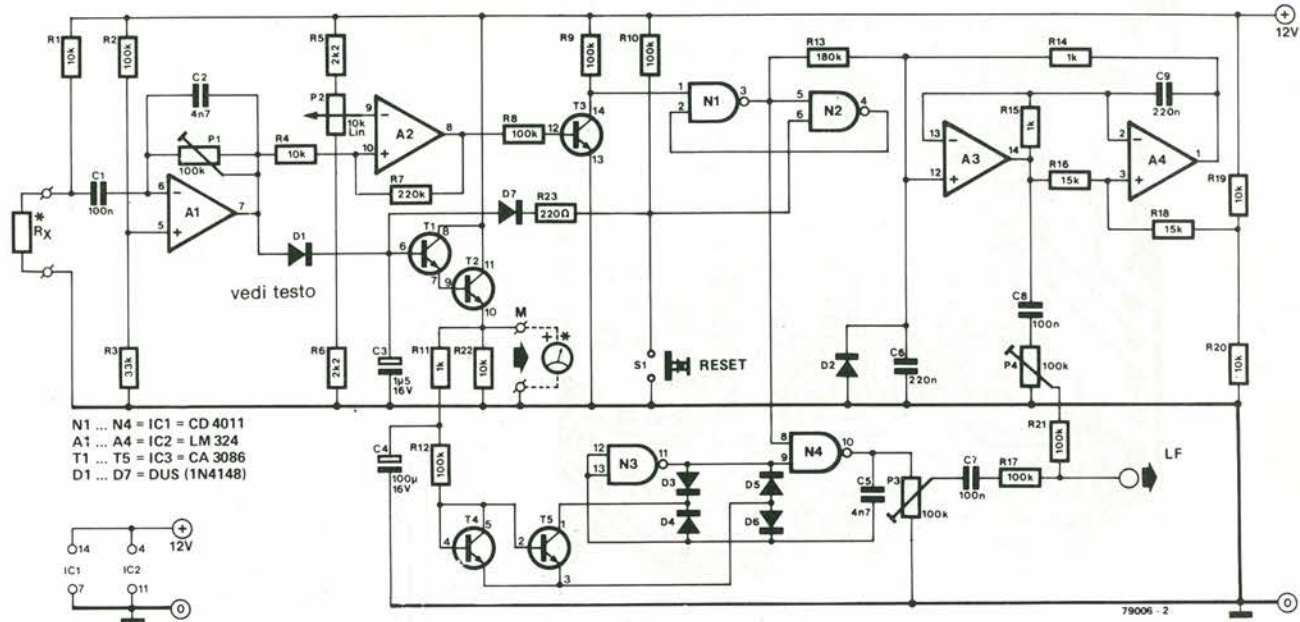 R1
10k
R2
100k
C2
4n7
P1
100k
R4
10k
C1
100n
R*X
6
5
A1
7
R3
33k
D1
vedi testo
R5
2k2
P2
10k
Lin
9
10
A2
8
R7
220k
R6
2k2
R8
100k
12
T3
14
13
R9
100k
R10
100k
D7
R23
220Ω
T1
6
8
7
9
T2
11
10
C3
1µ5
16V
R11
1k
R22
10k
M
+
*
S1
RESET
1
2
N1
3
5
6
N2
4
R13
180k
R14
1k
C9
220n
R15
1k
13
12
A3
14
R16
15k
2
3
A4
1
R18
15k
R19
10k
R20
10k
D2
C6
220n
C8
100n
P4
100k
R21
100k
+
12V
N1 ... N4 = IC1 = CD 4011
A1 ... A4 = IC2 = LM 324
T1 ... T5 = IC3 = CA 3086
D1 ... D7 = DUS (1N4148)
+
12V
14
4
IC1
IC2
7
11
0
C4
100µ
16V
R12
100k
4
T4
5
2
T5
1
3
12
13
N3
11
D3
D4
D5
D6
8
9
N4
10
C5
4n7
P3
100k
C7
100n
R17
100k
LF
0
79006 - 2